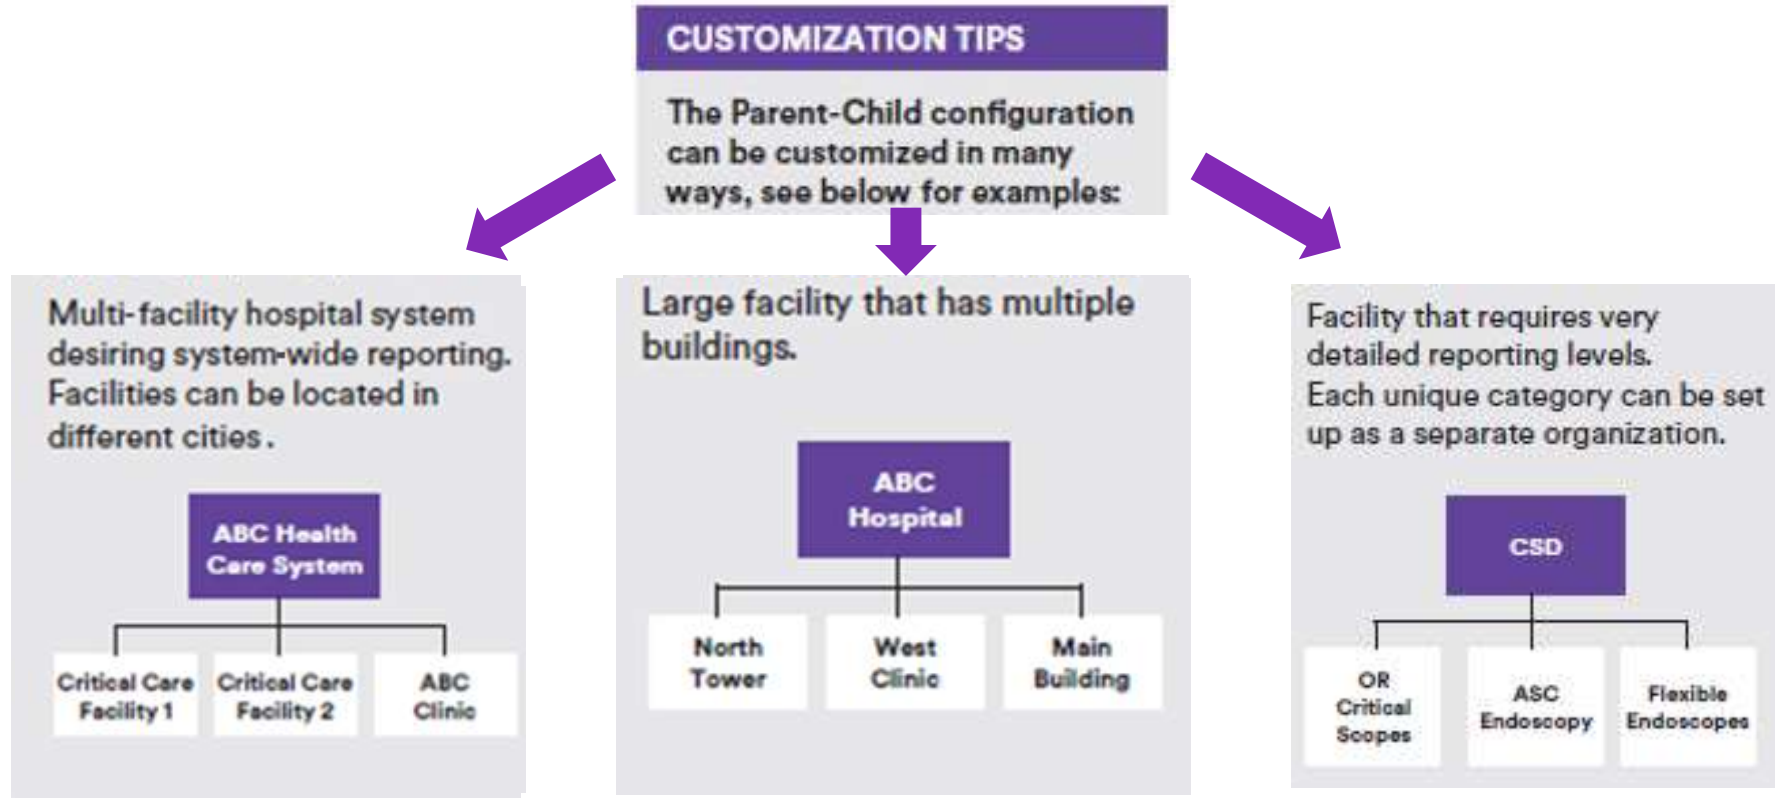 CUSTOMIZATION TIPS
The Parent-Child configuration
can be customized in many
ways, see below for examples:
Multi-facility hospital system
desiring system-wide reporting.
Facilities can be located in
different cities.
ABC Health
Care System
Critical Care
Facility 1
Critical Care
Facility 2
ABC
Clinic
Large facility that has multiple
buildings.
ABC
Hospital
North
Tower
West
Clinic
Main
Building
Facility that requires very
detailed reporting levels.
Each unique category can be set
up as a separate organization.
CSD
OR
Critical
Scopes
ASC
Endoscopy
Flexible
Endoscopes